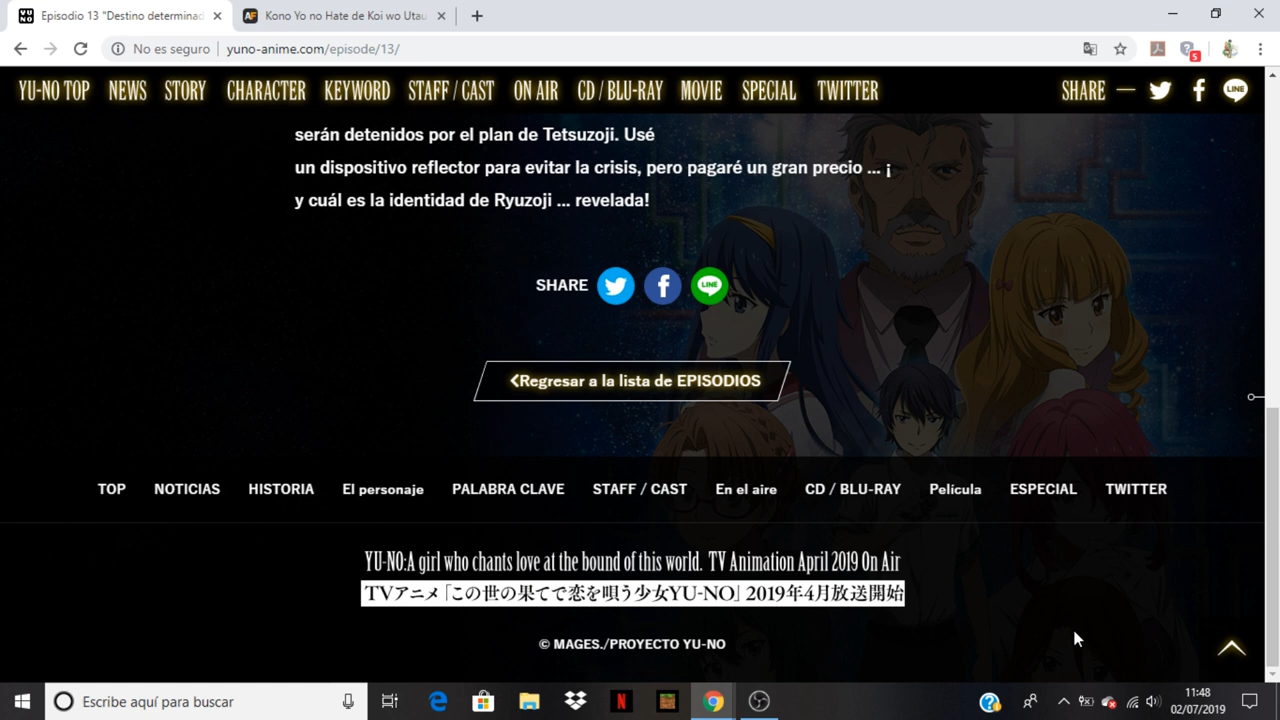 Episodio 13 "Destino determinad
Kono Yo no Hate de Koi wo Utau
No es seguro
yuno-anime.com/episode/13/
5
YU-NO TOP NEWS STORY CHARACTER KEYWORD STAFF / CAST ON AIR CD / BLU-RAY MOVIE SPECIAL TWITTER SHARE LINE
serán detenidos por el plan de Tetsuzoji. Usé
un dispositivo reflector para evitar la crisis, pero pagaré un gran precio ... ¡
y cuál es la identidad de Ryuzoji ... revelada!
SHARE LINE
Regresar a la lista de EPISODIOS
TOP NOTICIAS HISTORIA El personaje PALABRA CLAVE STAFF / CAST En el aire CD / BLU-RAY Película ESPECIAL TWITTER
YU-NO:A girl who chants love at the bound of this world. TV Animation April 2019 On Air
TVアニメ「この世の果てで恋を唄う少女YU-NO」2019年4月放送開始
© MAGES./PROYECTO YU-NO
Escribe aquí para buscar
11:48
02/07/2019